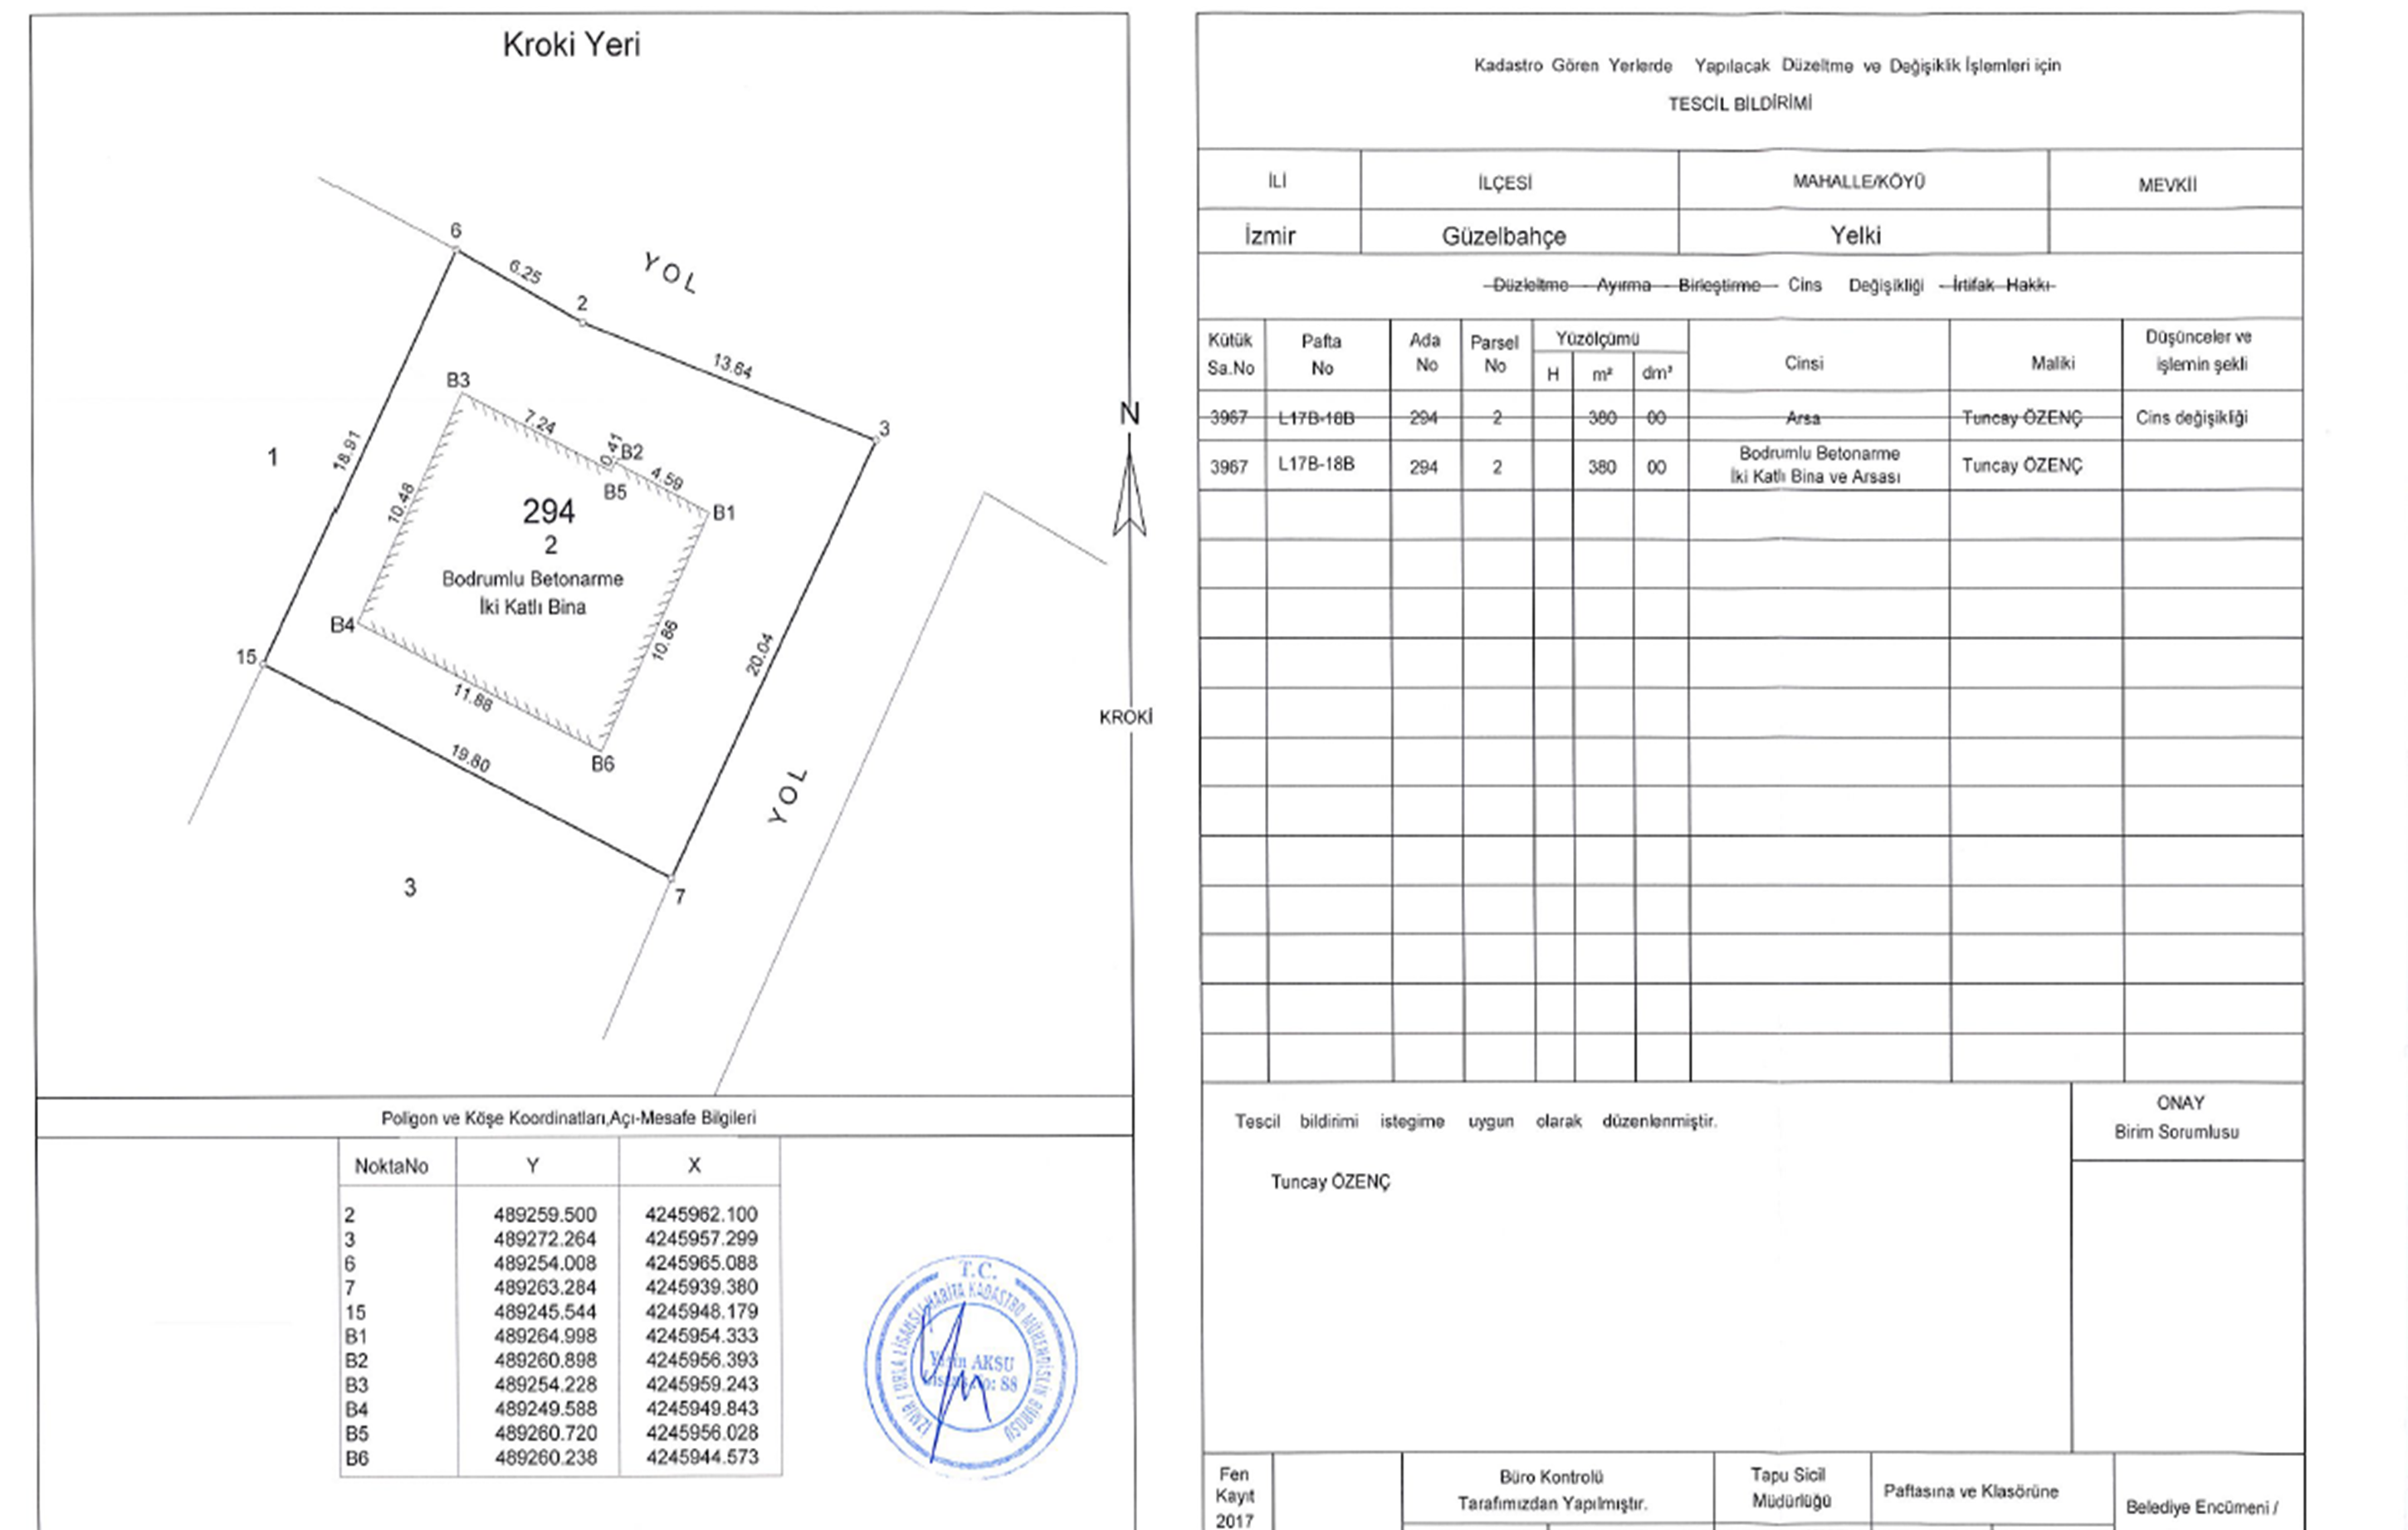 Kroki Yeri
6
6.25
YOL
2
13.64
3
B3
7.24
0.41
B2
4.59
B5
B1
1
18.91
10.48
294
2
Bodrumlu Betonarme
İki Katlı Bina
B4
10.86
20.04
15
11.86
B6
19.80
YOL
7
3
N
KROKİ
Poligon ve Köşe Koordinatları,Açı-Mesafe Bilgileri
NoktaNo Y X
2 489259.500 4245962.100
3 489272.264 4245957.299
6 489254.008 4245965.088
7 489263.284 4245939.380
15 489245.544 4245948.179
B1 489264.998 4245954.333
B2 489260.898 4245956.393
B3 489254.228 4245959.243
B4 489249.588 4245949.843
B5 489260.720 4245956.028
B6 489260.238 4245944.573
T.C.
AKSU
88
Kadastro Gören Yerlerde Yapılacak Düzeltme ve Değişiklik İşlemleri için
TESCİL BİLDİRİMİ
İLİ İLÇESİ MAHALLE/KÖYÜ MEVKİİ
İzmir Güzelbahçe Yelki
Düzleltme Ayırma Birleştirme Cins Değişikliği İrtifak Hakkı
Kütük Sa.No Pafta No Ada No Parsel No Yüzölçümü Cinsi Maliki Düşünceler ve işlemin şekli
H m² dm²
3967 L17B-18B 294 2 380 00 Arsa Tuncay ÖZENÇ Cins değişikliği
3967 L17B-18B 294 2 380 00 Bodrumlu Betonarme İki Katlı Bina ve Arsası Tuncay ÖZENÇ
Tescil bildirimi istegime uygun olarak düzenlenmiştir.
Tuncay ÖZENÇ
ONAY
Birim Sorumlusu
Fen
Kayıt
2017
Büro Kontrolü
Tarafımızdan Yapılmıştır.
Tapu Sicil
Müdürlüğü
Paftasına ve Klasörüne
Belediye Encümeni /